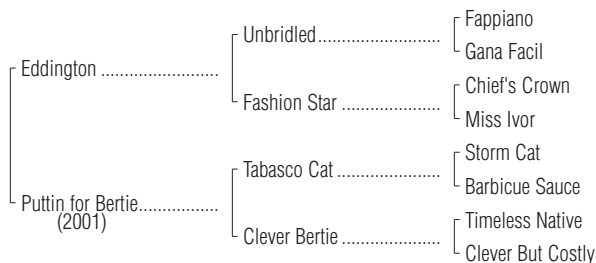 Fappiano
Unbridled....................
Gana Facil
Eddington .........................
Chief's Crown
Fashion Star .....................
Miss Ivor
Storm Cat
Tabasco Cat ......................
Barbicue Sauce
Puttin for Bertie.................
(2001)
Timeless Native
Clever Bertie .....................
Clever But Costly